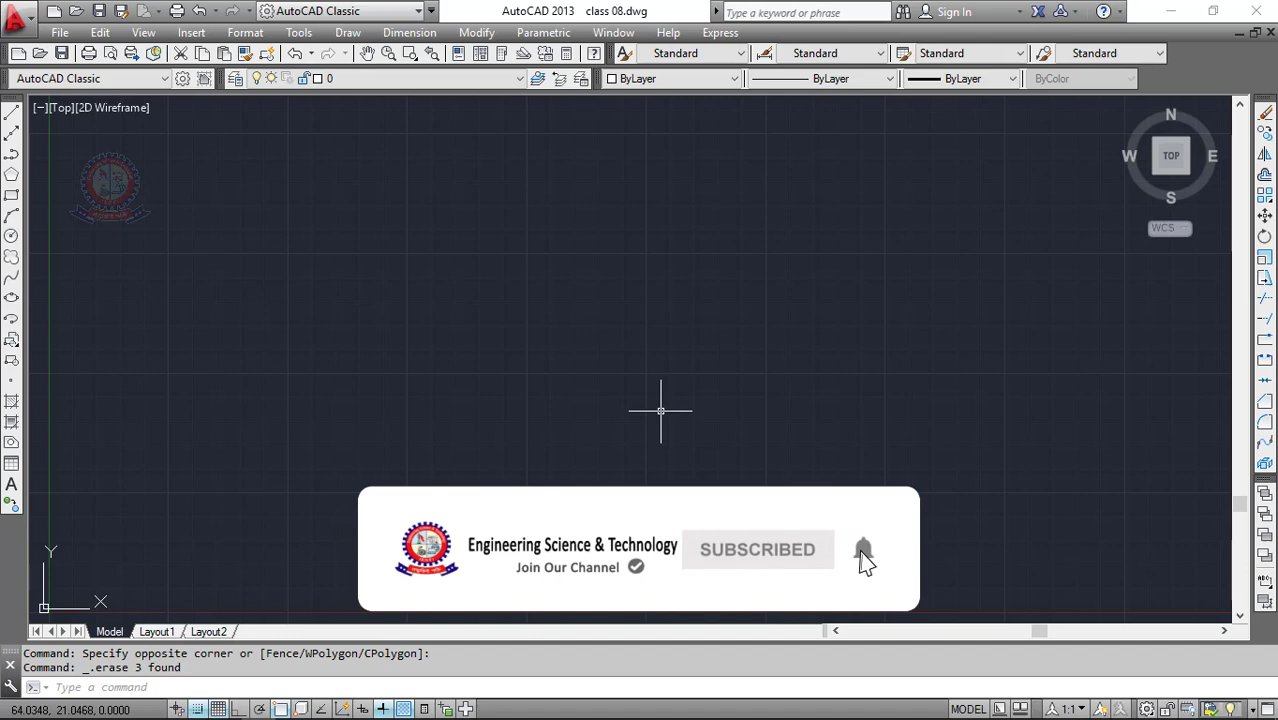 AutoCAD Classic
AutoCAD 2013 class 08.dwg
Type a keyword or phrase
Sign In
File Edit View Insert Format Tools Draw Dimension Modify Parametric Window Help Express
Standard Standard Standard Standard
AutoCAD Classic 0 ByLayer ByLayer ByLayer ByColor
[−][Top][2D Wireframe]
N
W TOP E
S
WCS
A
Engineering Science & Technology
Join Our Channel
SUBSCRIBED
Y
X
Model Layout1 Layout2
Command: Specify opposite corner or [Fence/WPolygon/CPolygon]:
Command: _.erase 3 found
Type a command
64.0348, 21.0468, 0.0000 MODEL 1:1